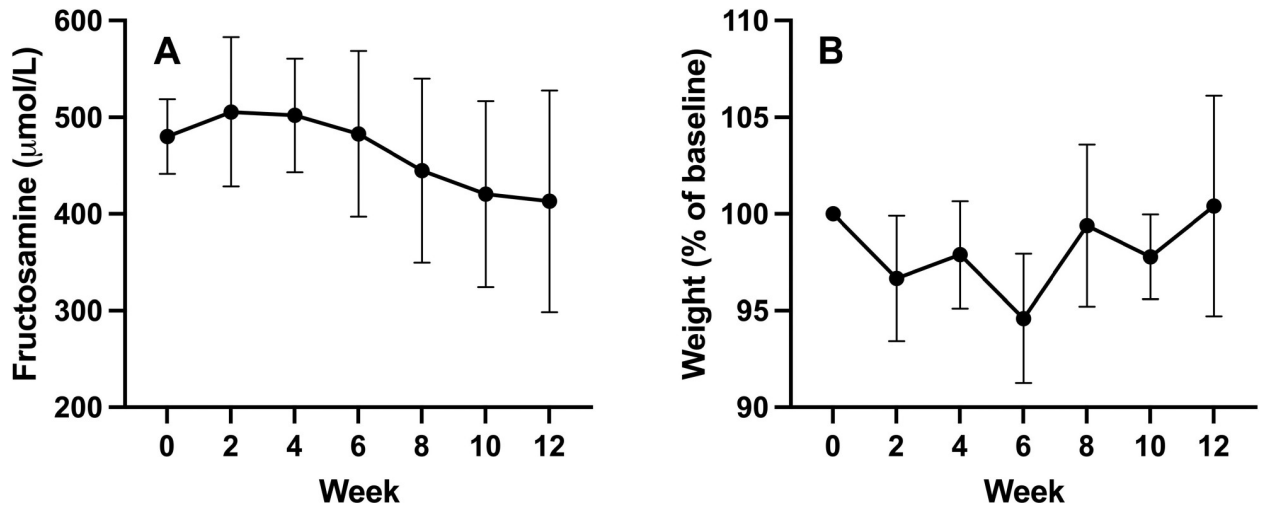 A
Fructosamine (μmol/L)
600
500
400
300
200
0 2 4 6 8 10 12
Week
B
Weight (% of baseline)
110
105
100
95
90
0 2 4 6 8 10 12
Week